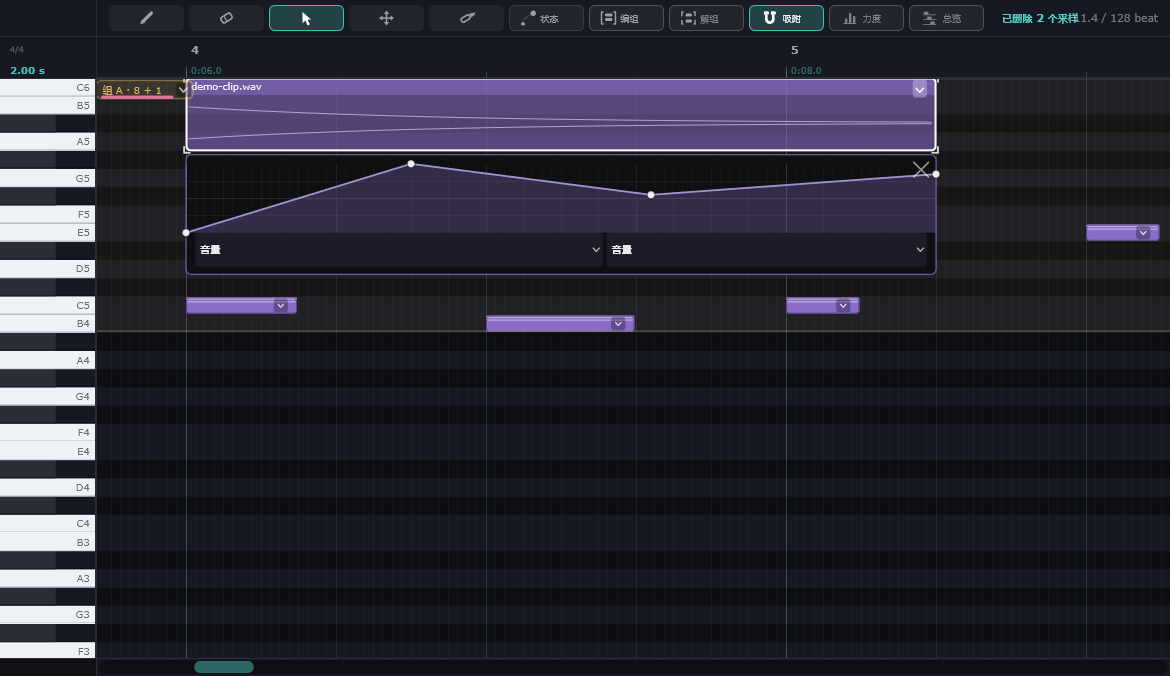 状态 编组 解组 吸附 力度 总览 已删除 2 个采样1.4 / 128 beat
4/4 4 5
2.00 s 0:06.0 0:08.0
C6 组 A · 8 + 1 demo-clip.wav
B5
A5
G5
F5
E5
音量 音量
D5
C5
B4
A4
G4
F4
E4
D4
C4
B3
A3
G3
F3